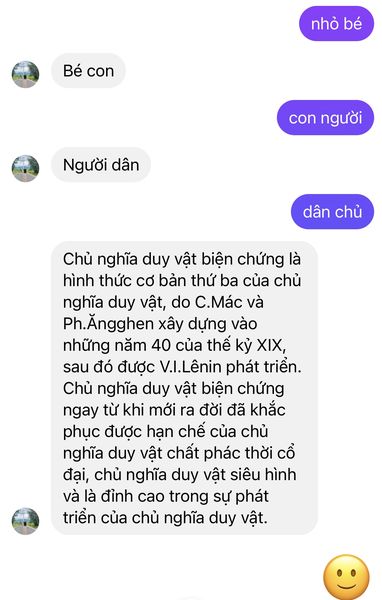 nhỏ bé
Bé con
con người
Người dân
dân chủ
Chủ nghĩa duy vật biện chứng là
hình thức cơ bản thứ ba của chủ
nghĩa duy vật, do C.Mác và
Ph.Ăngghen xây dựng vào
những năm 40 của thế kỷ XIX,
sau đó được V.I.Lênin phát triển.
Chủ nghĩa duy vật biện chứng
ngay từ khi mới ra đời đã khắc
phục được hạn chế của chủ
nghĩa duy vật chất phác thời cổ
đại, chủ nghĩa duy vật siêu hình
và là đỉnh cao trong sự phát
triển của chủ nghĩa duy vật.